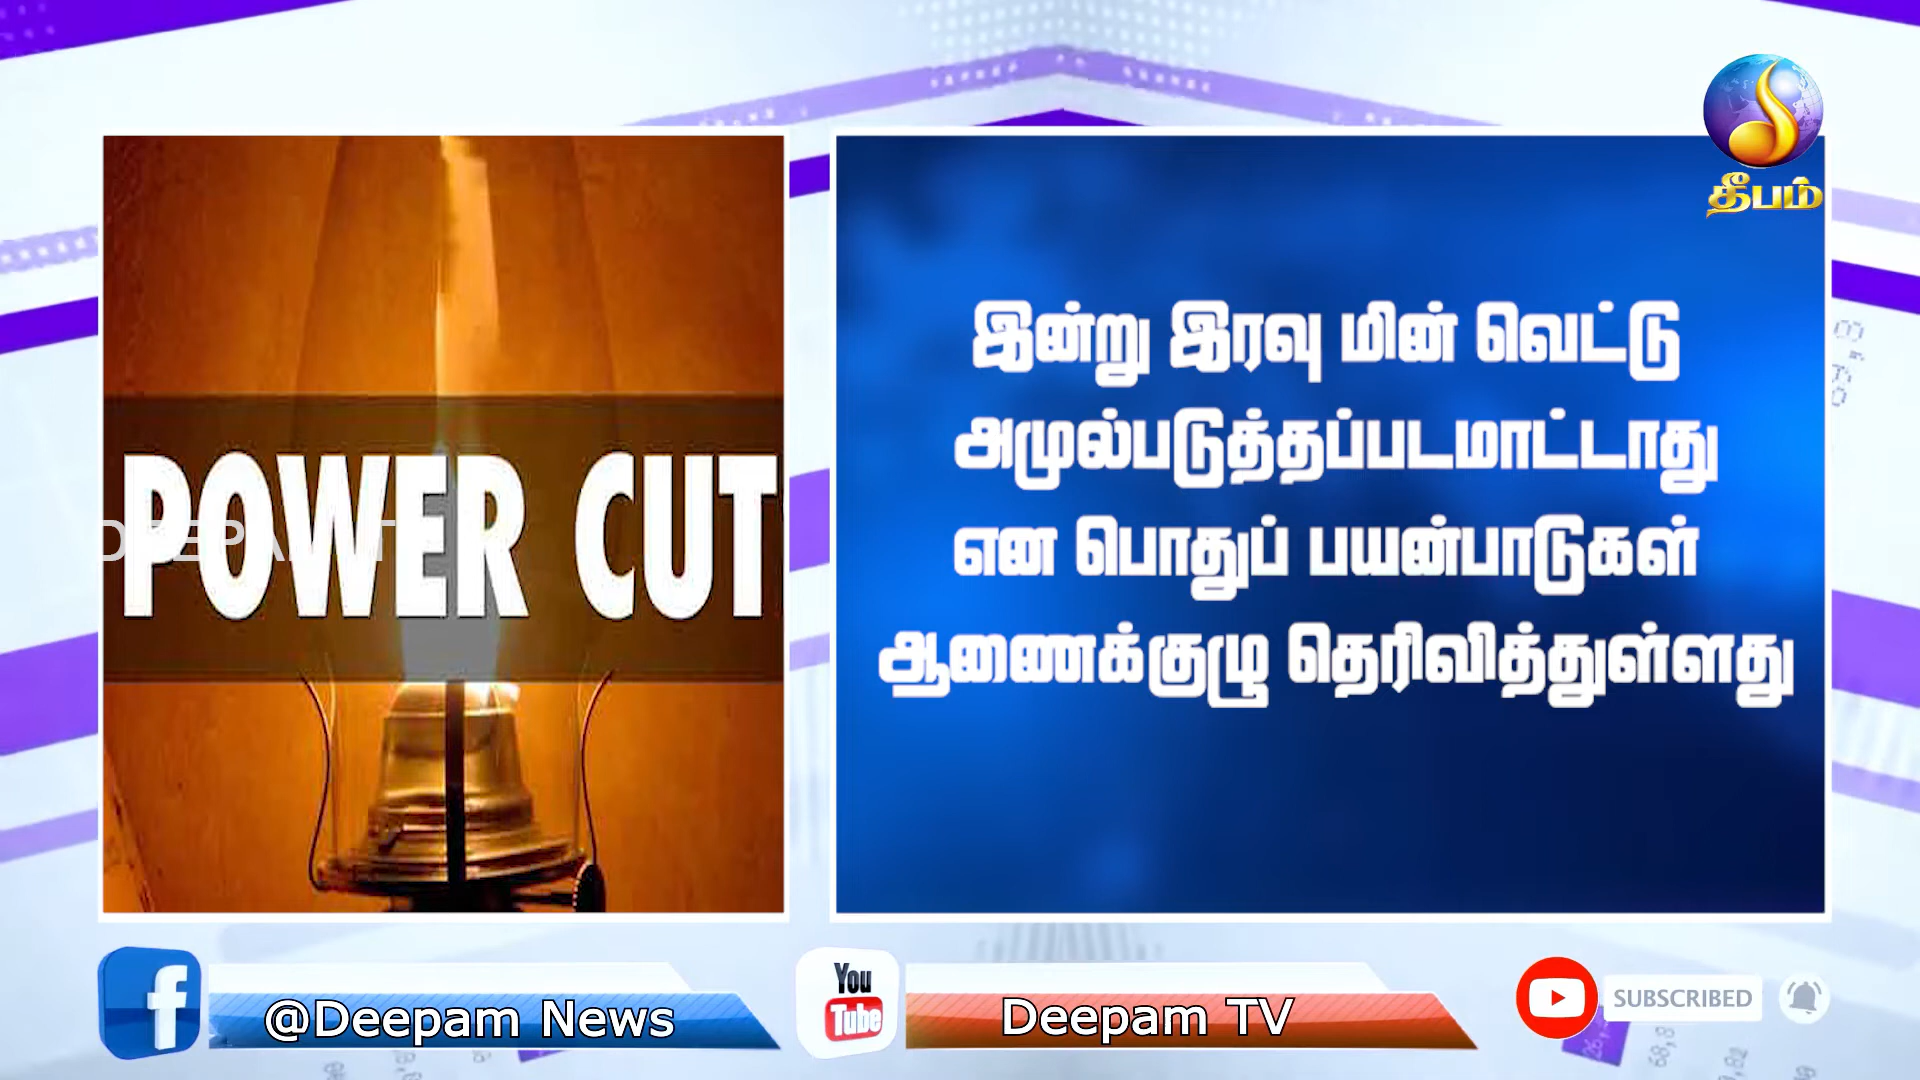 தீபம்
POWER CUT
இன்று இரவு மின் வெட்டு
அமுல்படுத்தப்படமாட்டாது
என பொதுப் பயன்பாடுகள்
ஆணைக்குழு தெரிவித்துள்ளது
@Deepam News
You
Tube
Deepam TV
SUBSCRIBED